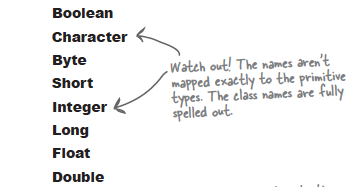 Boolean
Character
Byte
Short
Integer
Long
Float
Double
Watch out! The names aren't
mapped exactly to the primitive
types. The class names are fully
spelled out.